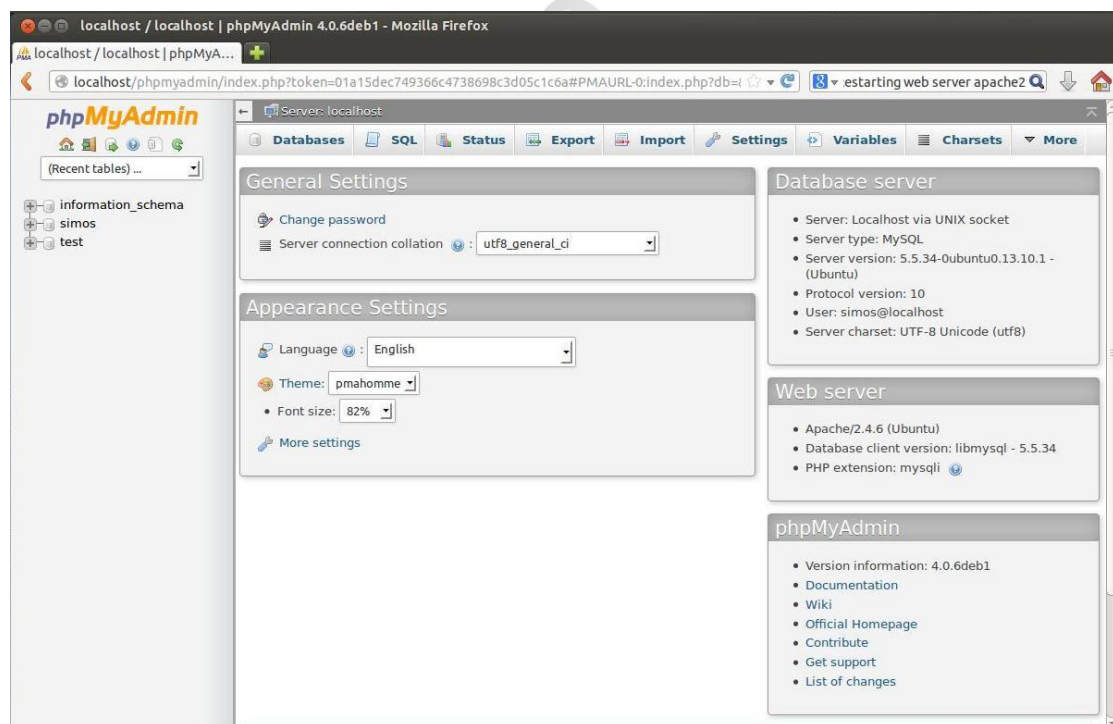 localhost / localhost | phpMyAdmin 4.0.6deb1 - Mozilla Firefox
localhost / localhost | phpMyA...
localhost/phpmyadmin/index.php?token=01a15dec749366c4738698c3d05c1c6a#PMAURL-0:index.php?db=
estarting web server apache2
phpMyAdmin
(Recent tables) ...
information_schema
simos
test
Server: localhost
Databases SQL Status Export Import Settings Variables Charsets More
General Settings
Change password
Server connection collation : utf8_general_ci
Appearance Settings
Language : English
Theme: pmahomme
• Font size: 82%
More settings
Database server
• Server: Localhost via UNIX socket
• Server type: MySQL
• Server version: 5.5.34-0ubuntu0.13.10.1 -
(Ubuntu)
• Protocol version: 10
• User: simos@localhost
• Server charset: UTF-8 Unicode (utf8)
Web server
• Apache/2.4.6 (Ubuntu)
• Database client version: libmysql - 5.5.34
• PHP extension: mysqli
phpMyAdmin
• Version information: 4.0.6deb1
• Documentation
• Wiki
• Official Homepage
• Contribute
• Get support
• List of changes